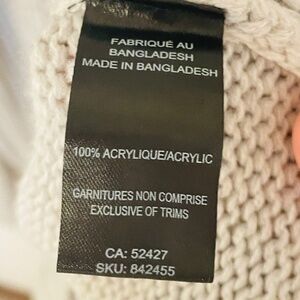 FABRIQUÉ AU
BANGLADESH
MADE IN BANGLADESH
100% ACRYLIQUE/ACRYLIC
GARNITURES NON COMPRISE
EXCLUSIVE OF TRIMS
CA: 52427
SKU: 842455